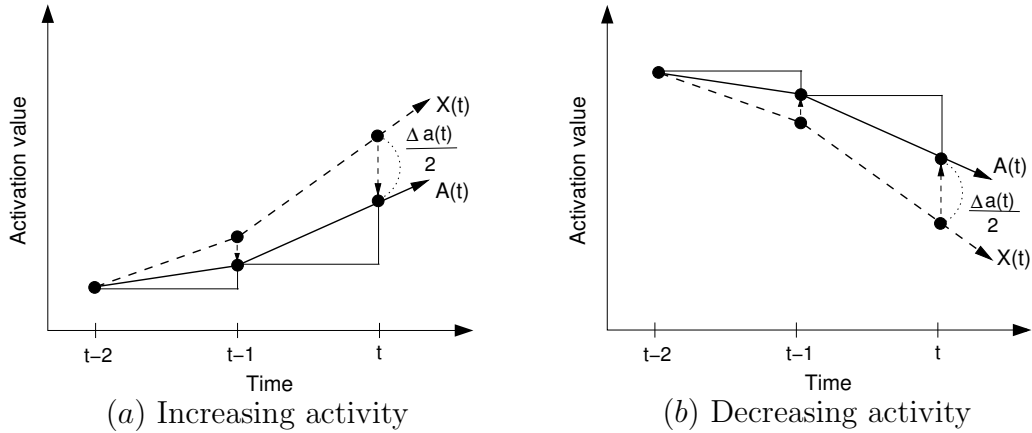 Activation value
X(t)
Δ a(t)
2
A(t)
t−2
t−1
t
Time
(a) Increasing activity
Activation value
A(t)
Δ a(t)
2
X(t)
t−2
t−1
t
Time
(b) Decreasing activity